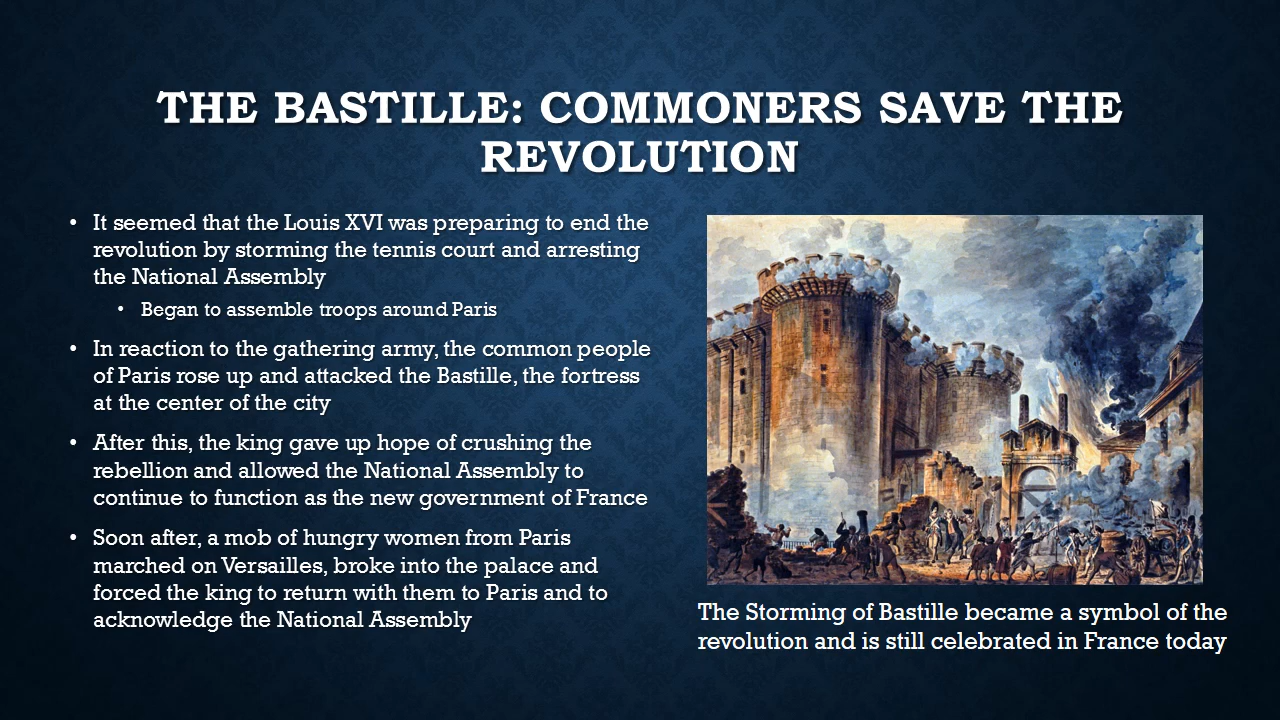 THE BASTILLE: COMMONERS SAVE THE
REVOLUTION
• It seemed that the Louis XVI was preparing to end the
revolution by storming the tennis court and arresting
the National Assembly
• Began to assemble troops around Paris
• In reaction to the gathering army, the common people
of Paris rose up and attacked the Bastille, the fortress
at the center of the city
• After this, the king gave up hope of crushing the
rebellion and allowed the National Assembly to
continue to function as the new government of France
• Soon after, a mob of hungry women from Paris
marched on Versailles, broke into the palace and
forced the king to return with them to Paris and to
acknowledge the National Assembly
The Storming of Bastille became a symbol of the
revolution and is still celebrated in France today